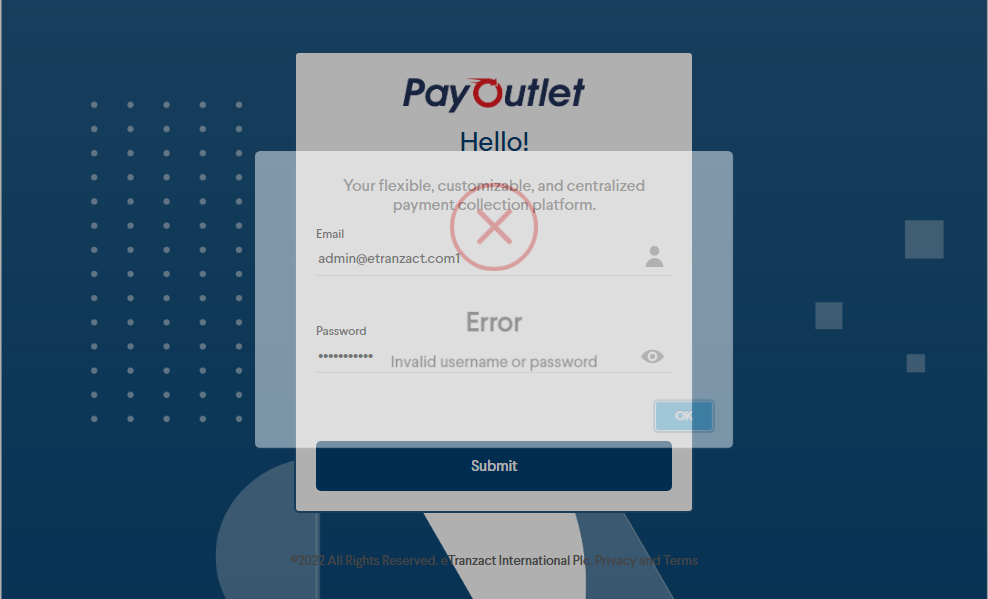 PayOutlet
Hello!
Your flexible, customizable, and centralized
payment collection platform.
Email
admin@etranzact.com1
Error
Password
•••••••••••
Invalid username or password
OK
Submit
©2022 All Rights Reserved. eTranzact International Plc. Privacy and Terms